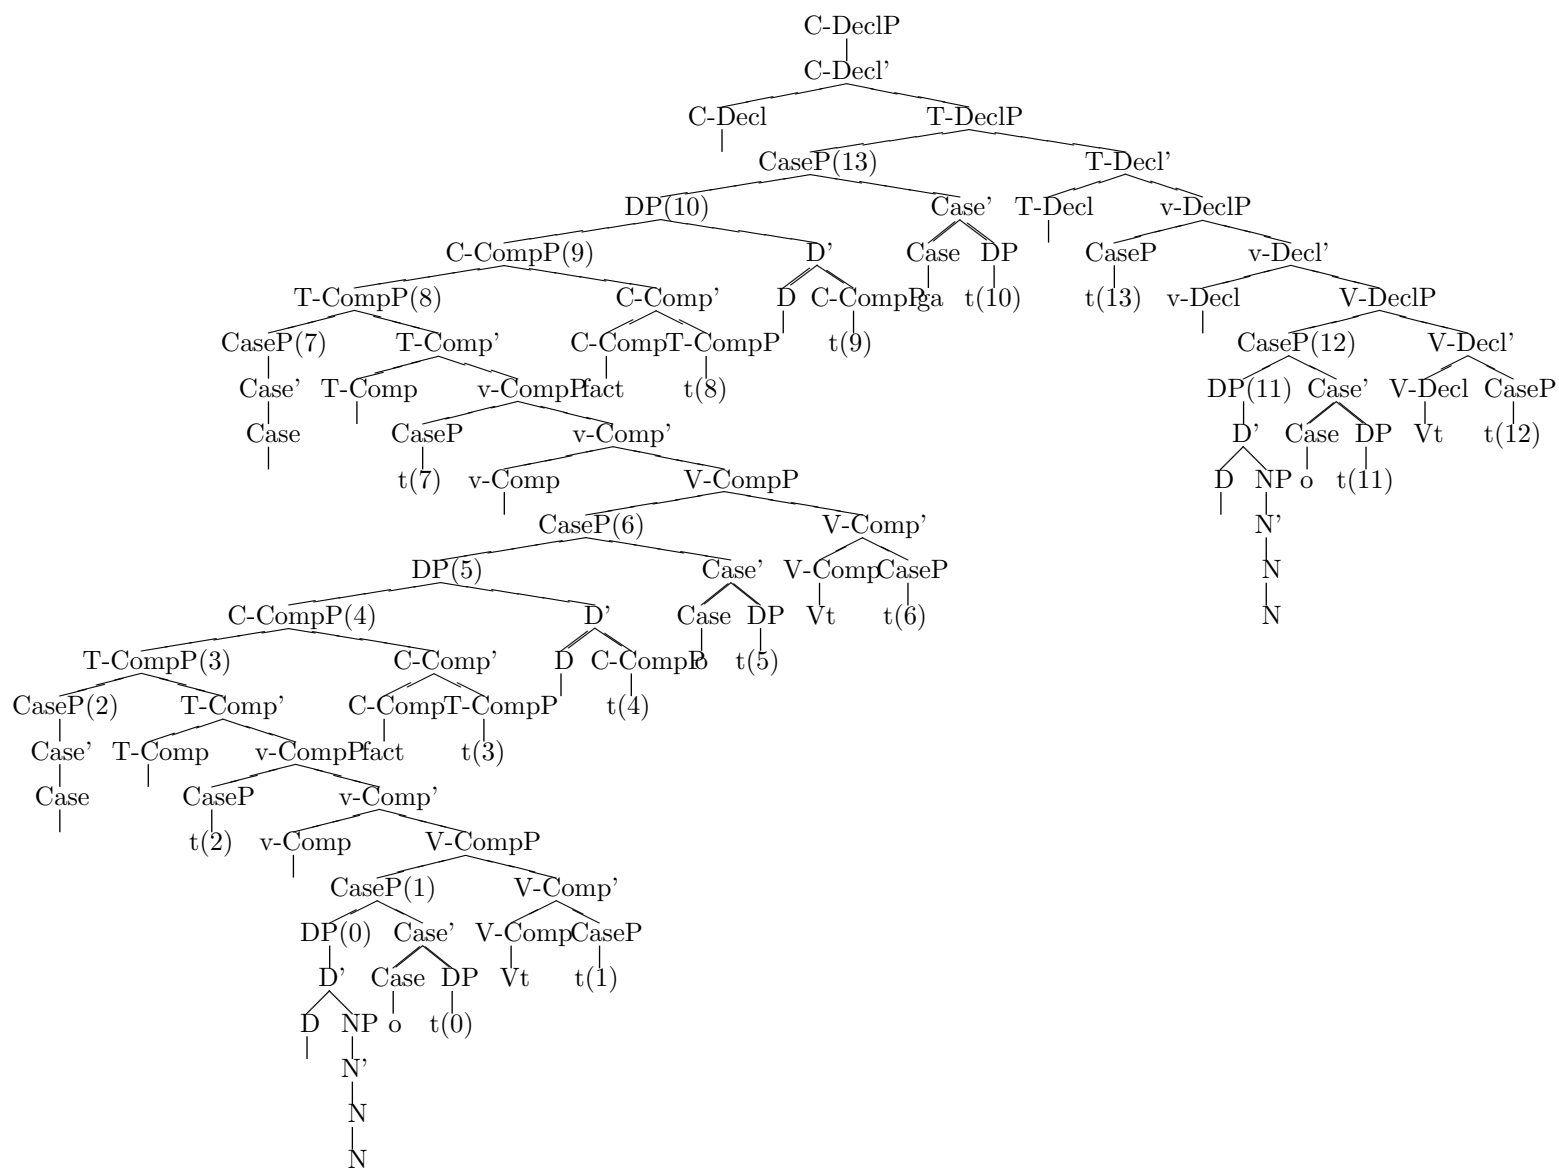 C-DeclP
C-Decl'
C-Decl T-DeclP
CaseP(13) T-Decl'
DP(10) Case' T-Decl v-DeclP
C-CompP(9) D' Case DP CaseP v-Decl'
T-CompP(8) C-Comp' D C-CompP ga t(10) t(13) v-Decl V-DeclP
CaseP(7) T-Comp' C-Comp T-CompP t(9) CaseP(12) V-Decl'
Case' T-Comp v-CompP fact t(8) DP(11) Case' V-Decl CaseP
Case CaseP v-Comp' D' Case DP Vt t(12)
t(7) v-Comp V-CompP D NP o t(11)
CaseP(6) V-Comp' N'
DP(5) Case' V-Comp CaseP N
C-CompP(4) D' Case DP Vt t(6) N
T-CompP(3) C-Comp' D C-CompP o t(5)
CaseP(2) T-Comp' C-Comp T-CompP t(4)
Case' T-Comp v-CompP fact t(3)
Case CaseP v-Comp'
t(2) v-Comp V-CompP
CaseP(1) V-Comp'
DP(0) Case' V-Comp CaseP
D' Case DP Vt t(1)
D NP o t(0)
N'
N
N